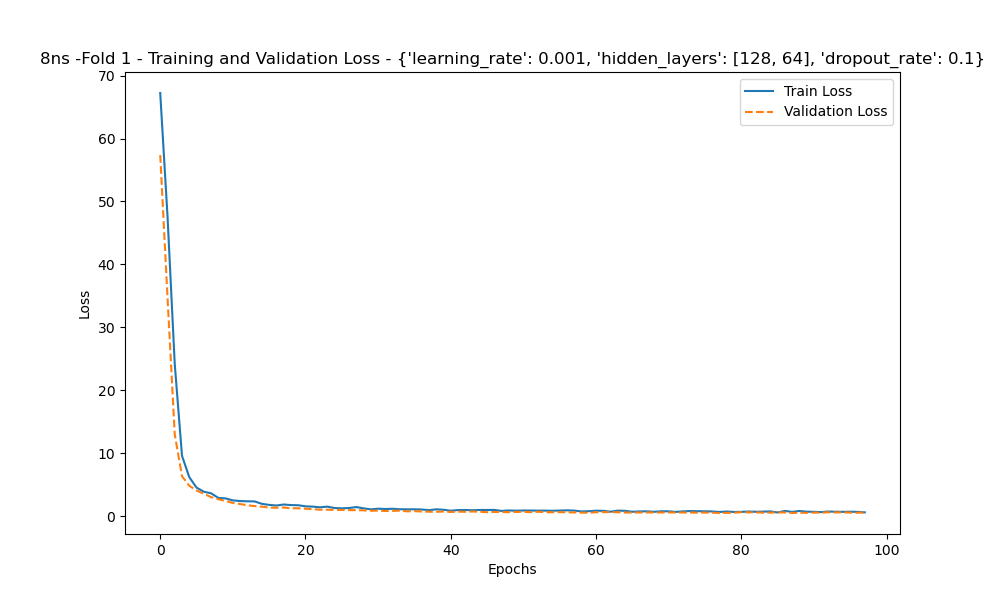 8ns -Fold 1 - Training and Validation Loss - {'learning_rate': 0.001, 'hidden_layers': [128, 64], 'dropout_rate': 0.1}
Train Loss
Validation Loss
70
60
50
40
30
20
10
0
Loss
0 20 40 60 80 100
Epochs